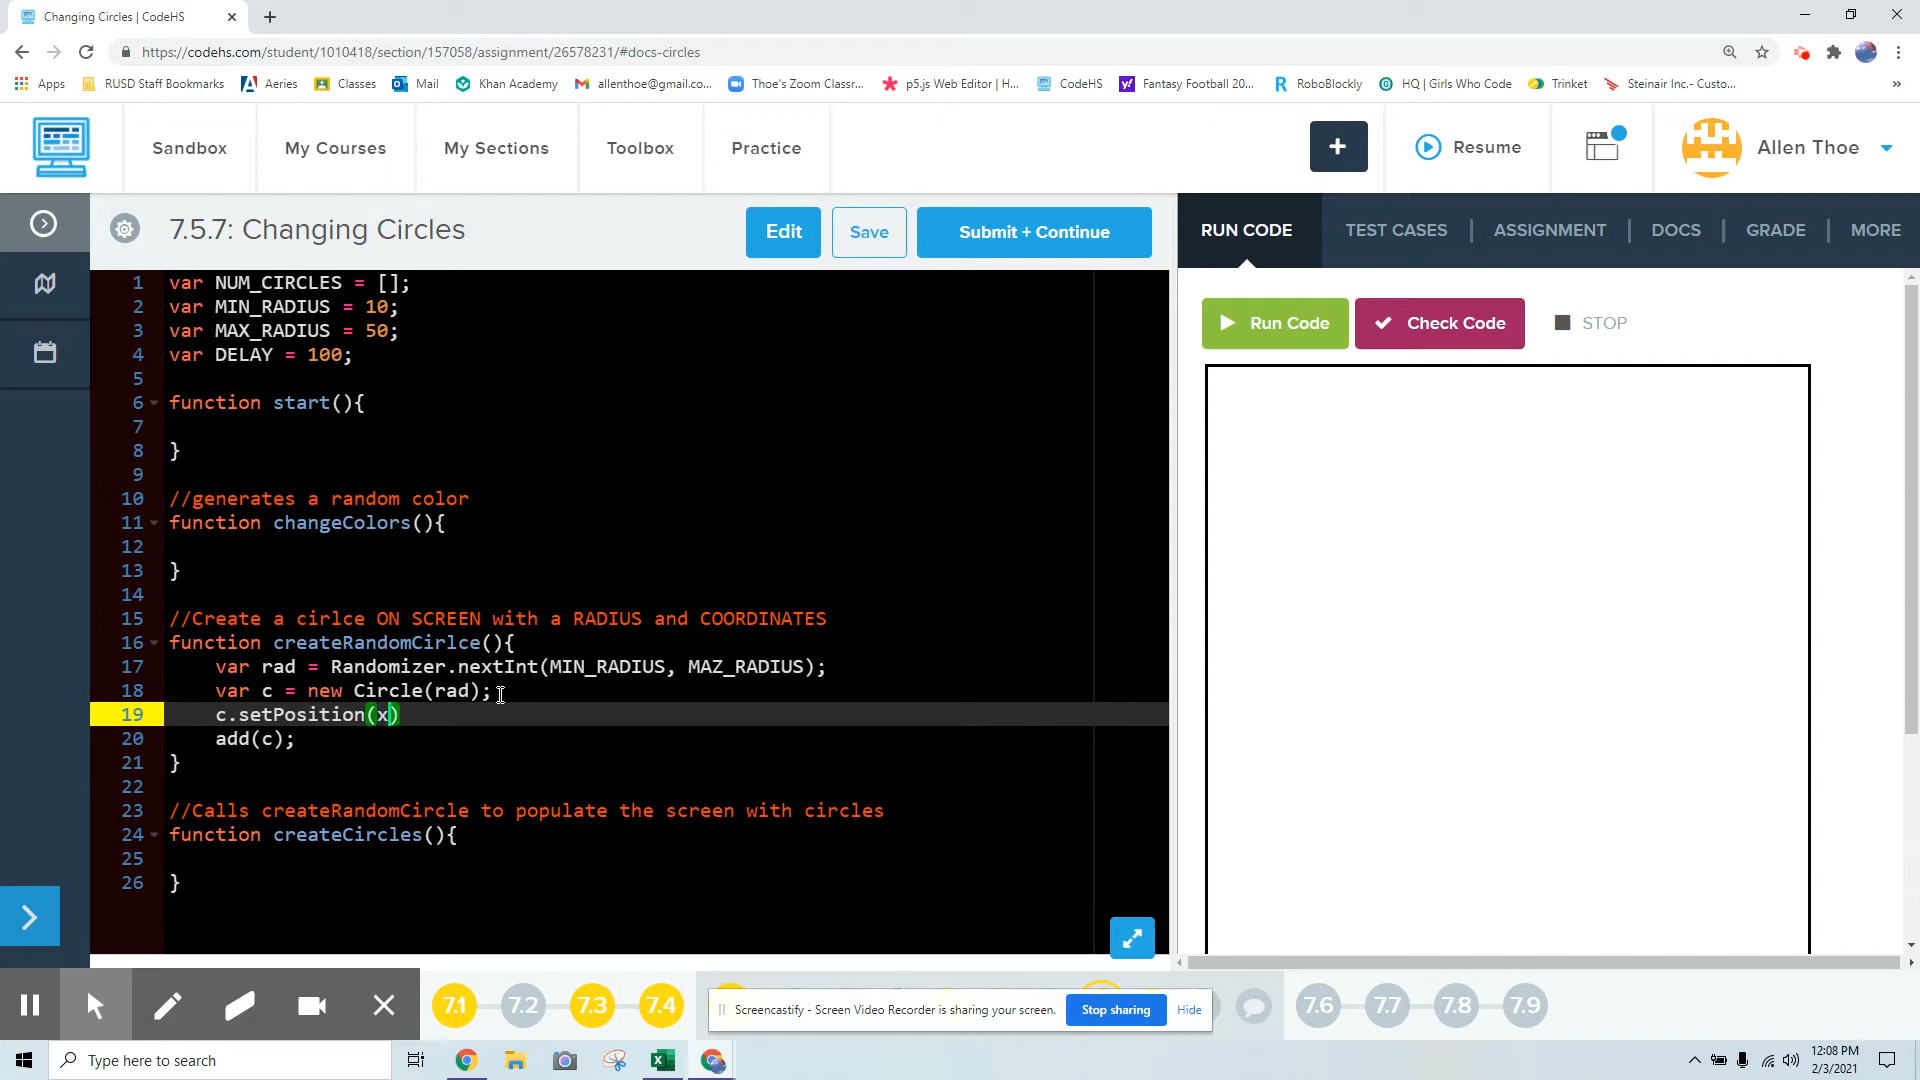 Changing Circles | CodeHS
https://codehs.com/student/1010418/section/157058/assignment/26578231/#docs-circles
Apps RUSD Staff Bookmarks Aeries Classes Mail Khan Academy allenthoe@gmail.co... Thoe's Zoom Classr... p5.js Web Editor | H... CodeHS Fantasy Football 20... RoboBlockly HQ | Girls Who Code Trinket Steinair Inc.- Custo... »
Sandbox My Courses My Sections Toolbox Practice + Resume Allen Thoe
7.5.7: Changing Circles Edit Save Submit + Continue
RUN CODE TEST CASES ASSIGNMENT DOCS GRADE MORE
Run Code Check Code STOP
1 var NUM_CIRCLES = [];
2 var MIN_RADIUS = 10;
3 var MAX_RADIUS = 50;
4 var DELAY = 100;
5
6 function start(){
7
8 }
9
10 //generates a random color
11 function changeColors(){
12
13 }
14
15 //Create a cirlce ON SCREEN with a RADIUS and COORDINATES
16 function createRandomCirlce(){
17 var rad = Randomizer.nextInt(MIN_RADIUS, MAZ_RADIUS);
18 var c = new Circle(rad);
19 c.setPosition(x)
20 add(c);
21 }
22
23 //Calls createRandomCircle to populate the screen with circles
24 function createCircles(){
25
26 }
7.1 7.2 7.3 7.4 7.6 7.7 7.8 7.9
Screencastify - Screen Video Recorder is sharing your screen. Stop sharing Hide
Type here to search
12:08 PM
2/3/2021